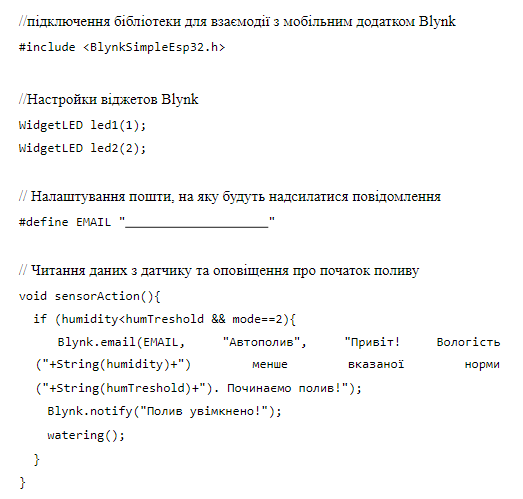 //підключення бібліотеки для взаємодії з мобільним додатком Blynk
#include <BlynkSimpleEsp32.h>
//Настройки віджетов Blynk
WidgetLED led1(1);
WidgetLED led2(2);
// Налаштування пошти, на яку будуть надсилатися повідомлення
#define EMAIL "____________________"
// Читання даних з датчику та оповіщення про початок поливу
void sensorAction(){
if (humidity<humTreshold && mode==2){
Blynk.email(EMAIL, "Автополив", "Привіт! Вологість
("+String(humidity)+") менше вказаної норми
("+String(humTreshold)+"). Починаємо полив!");
Blynk.notify("Полив увімкнено!");
watering();
}
}